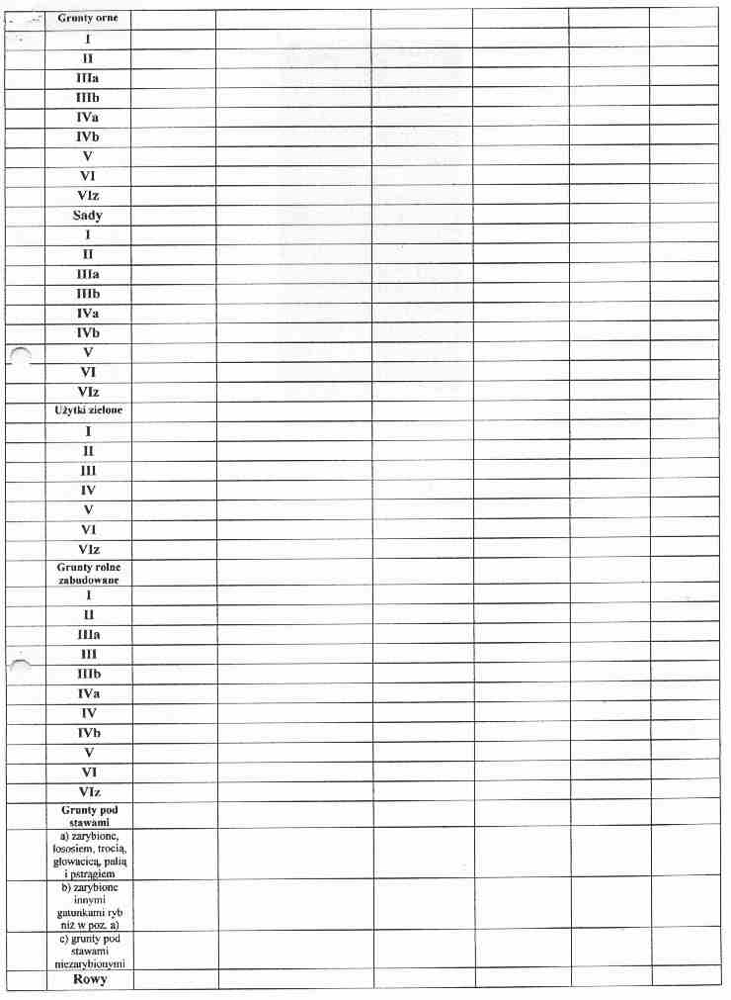 Grunty orne
I
II
IIIa
IIIb
IVa
IVb
V
VI
VIz
Sady
I
II
IIIa
IIIb
IVa
IVb
V
VI
VIz
Użytki zielone
I
II
III
IV
V
VI
VIz
Grunty rolne
zabudowane
I
II
IIIa
III
IIIb
IVa
IV
IVb
V
VI
VIz
Grunty pod
stawami
a) zarybione,
łososiem, trocią,
głowacicą, palią
i pstrągiem
b) zarybione
innymi
gatunkami ryb
niż w poz. a)
c) grunty pod
stawami
niezarybionymi
Rowy